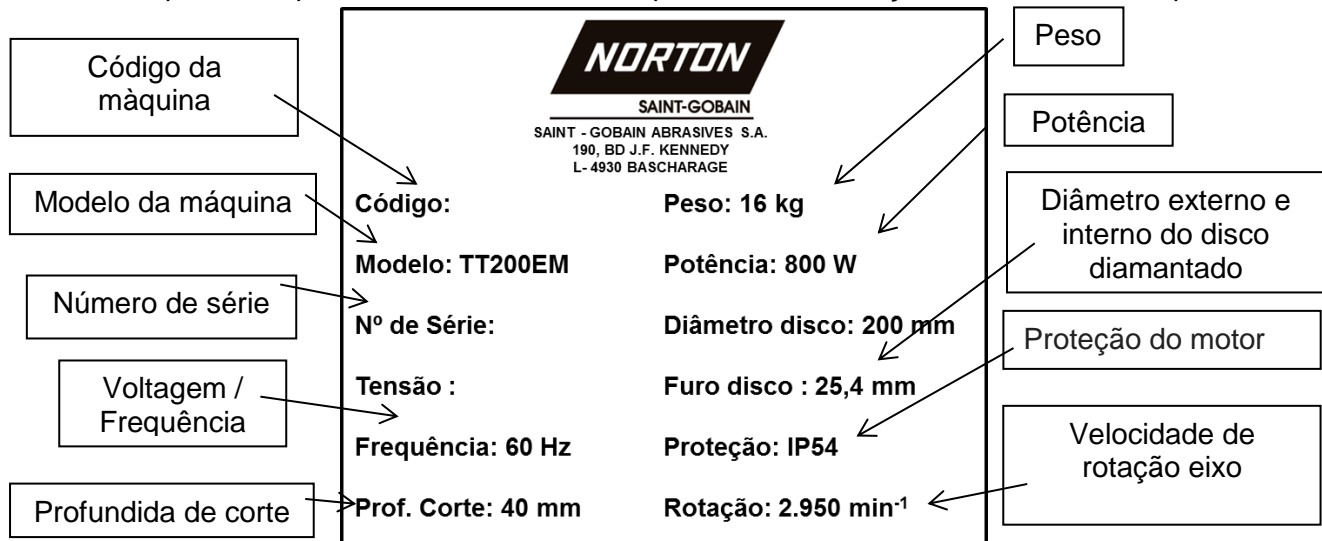 Código da
màquina
Modelo da máquina
Número de série
Voltagem /
Frequência
Profundida de corte
NORTON
SAINT-GOBAIN
SAINT - GOBAIN ABRASIVES S.A.
190, BD J.F. KENNEDY
L- 4930 BASCHARAGE
Código:
Peso: 16 kg
Modelo: TT200EM
Potência: 800 W
Nº de Série:
Diâmetro disco: 200 mm
Tensão :
Furo disco : 25,4 mm
Frequência: 60 Hz
Proteção: IP54
Prof. Corte: 40 mm
Rotação: 2.950 min-1
Peso
Potência
Diâmetro externo e
interno do disco
diamantado
Proteção do motor
Velocidade de
rotação eixo